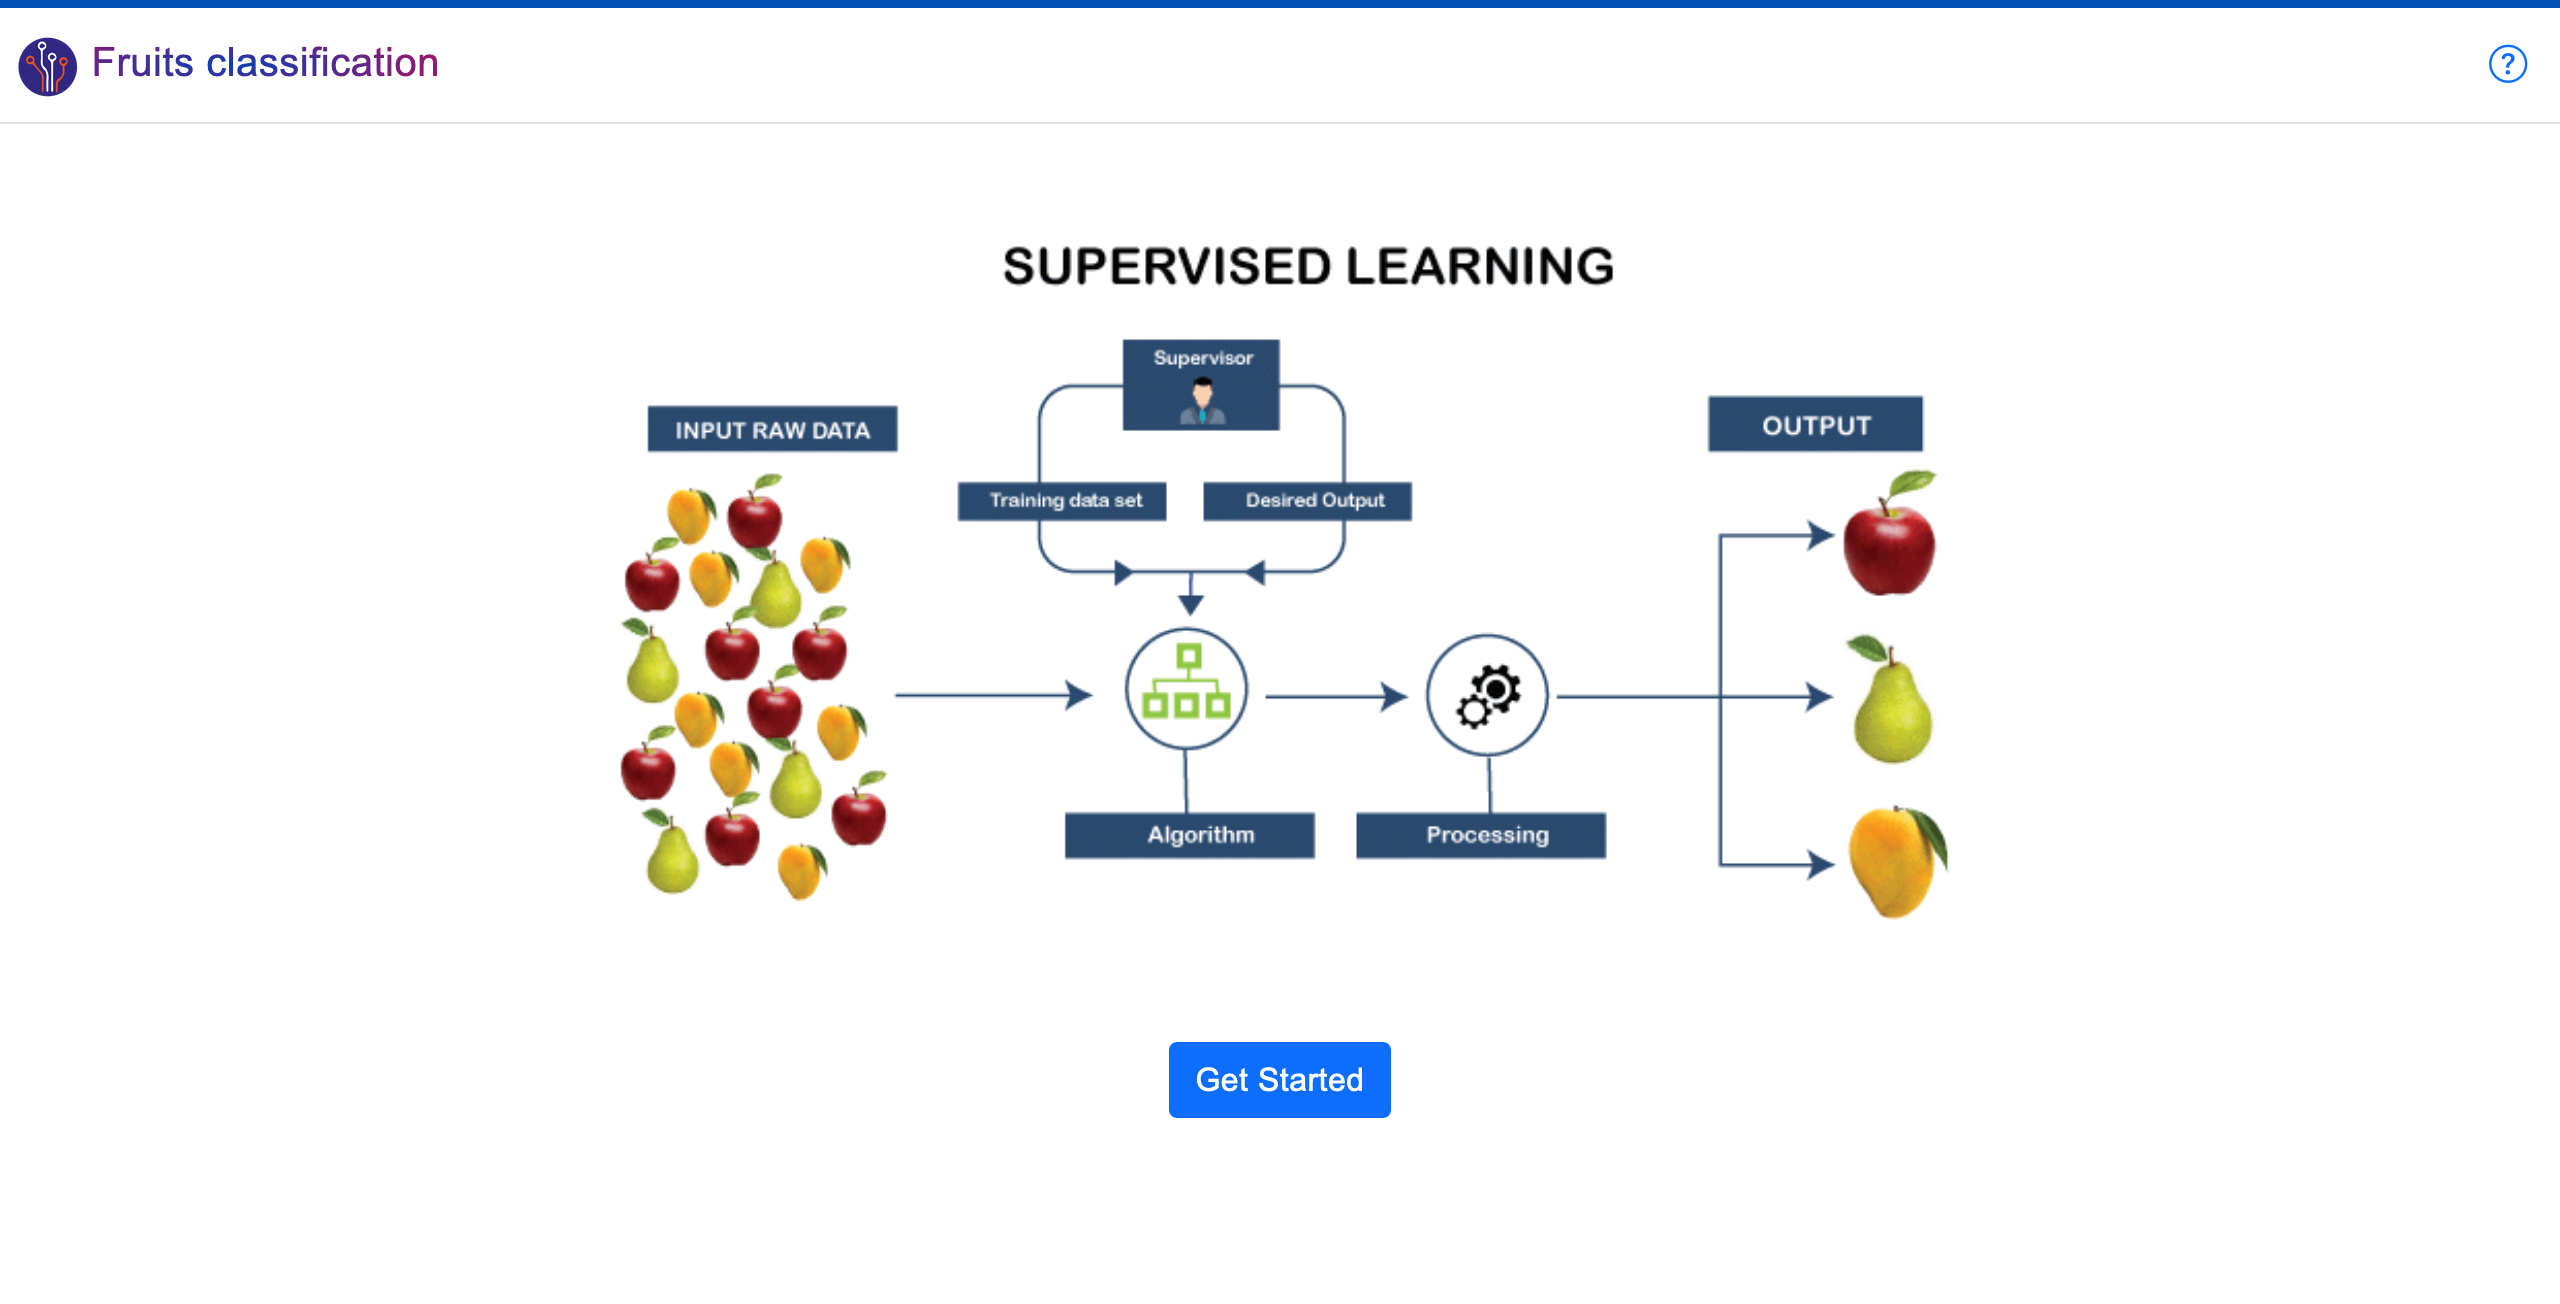 Fruits classification
?
SUPERVISED LEARNING
Supervisor
INPUT RAW DATA
OUTPUT
Training data set
Desired Output
Algorithm
Processing
Get Started